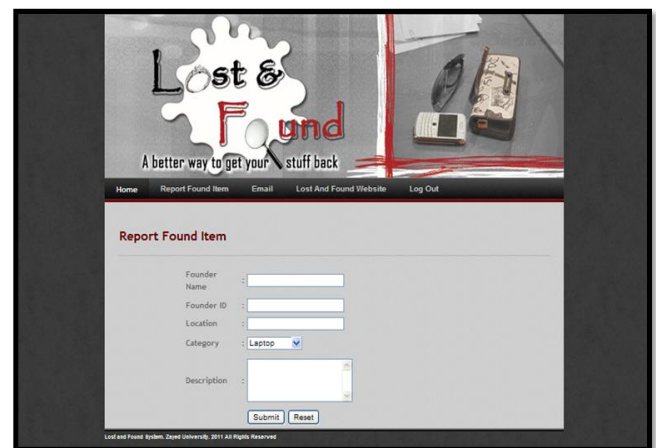 Lost &
Found
A better way to get your stuff back
Home Report Found Item Email Lost And Found Website Log Out
Report Found Item
Founder
Name :
Founder ID :
Location :
Category : Laptop
Description :
Submit Reset
Lost and Found System. Zayed University. 2011 All Rights Reserved